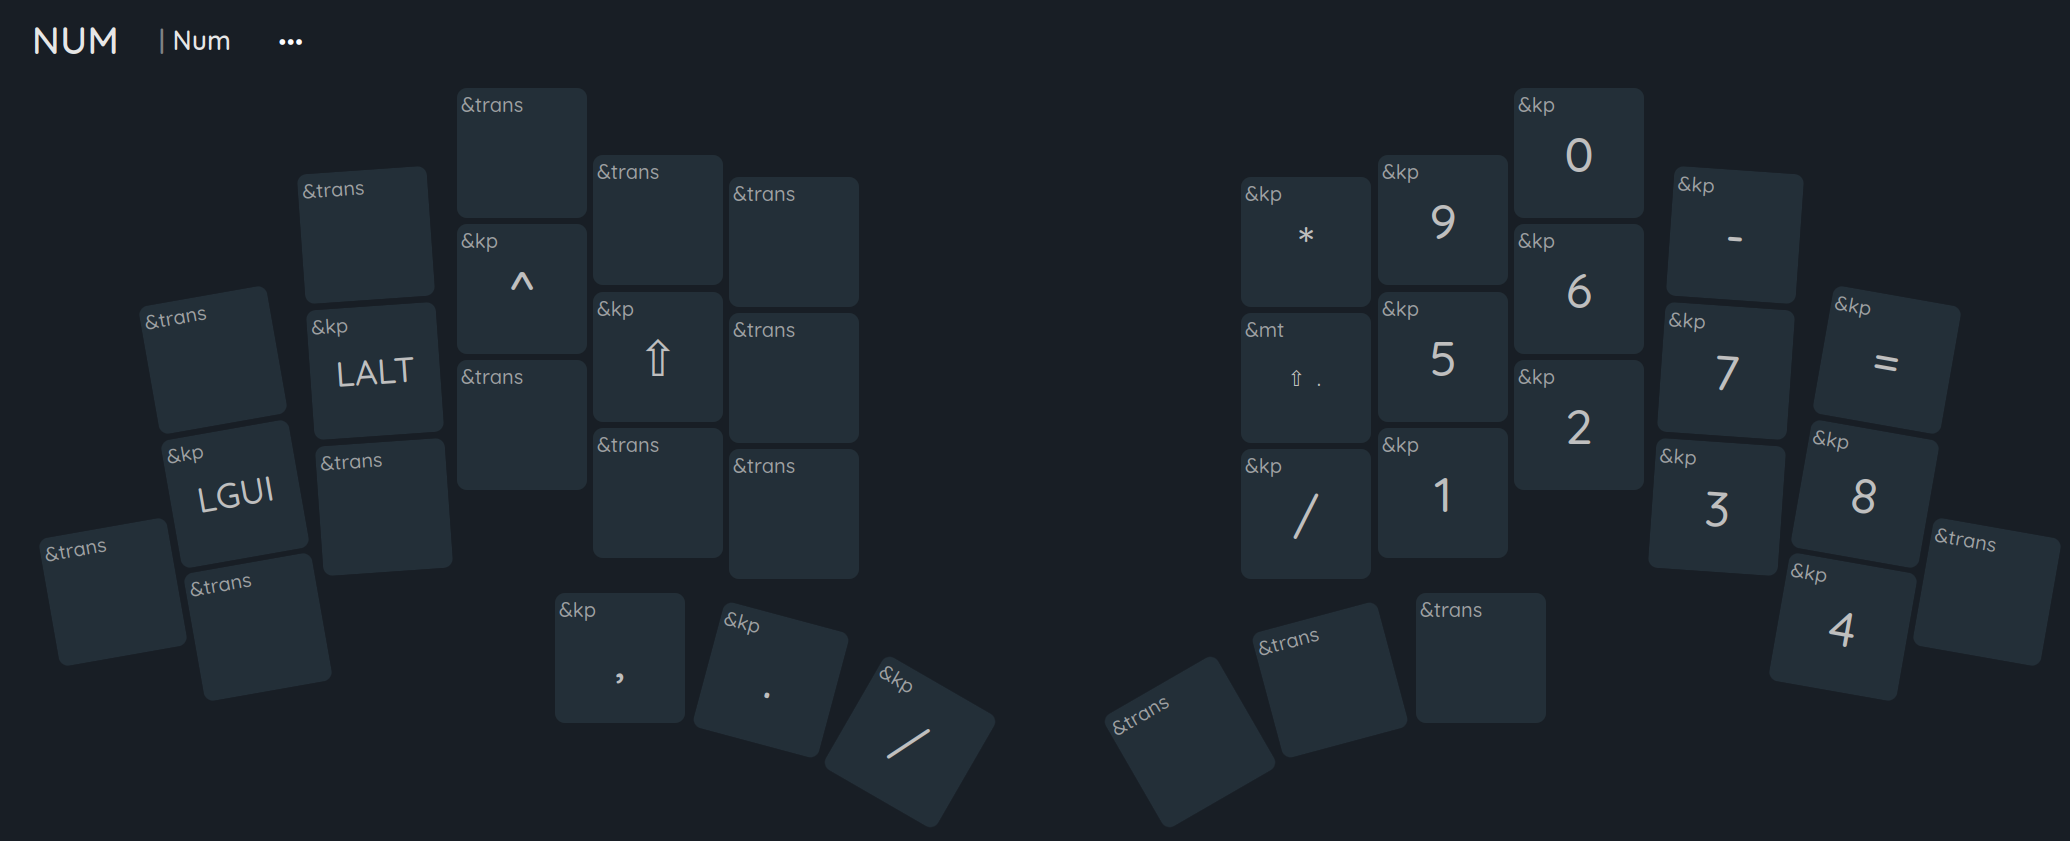 NUM | Num •••
&trans &kp 0
&trans &kp 9
&trans &kp -
&trans &kp *
&kp ^ &kp 6
&trans &kp =
&kp LALT &kp 7
&kp ⇧ &kp 5
&trans &mt ⇧ .
&trans &kp 2
&kp LGUI &kp 8
&trans &kp 3
&trans &kp 1
&trans &kp /
&trans &trans
&trans &kp 4
&kp , &trans
&kp . &trans
&kp / &trans